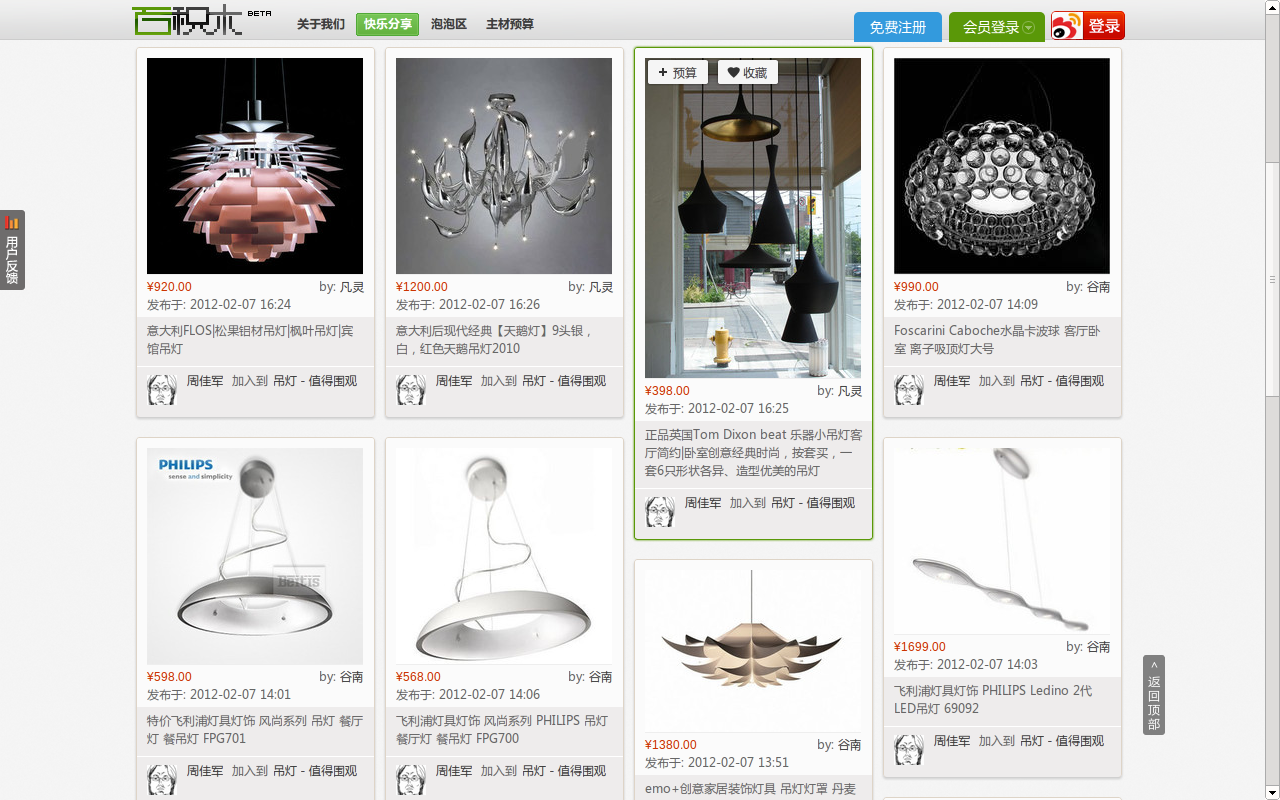 百积木 BETA
关于我们 快乐分享 泡泡区 主材预算
免费注册 会员登录 登录
用户反馈
¥920.00 by: 凡灵
发布于: 2012-02-07 16:24
意大利FLOS|松果铝材吊灯|枫叶吊灯|宾
馆吊灯
周佳军 加入到 吊灯 - 值得围观
¥1200.00 by: 凡灵
发布于: 2012-02-07 16:26
意大利后现代经典【天鹅灯】9头银，
白，红色天鹅吊灯2010
周佳军 加入到 吊灯 - 值得围观
+ 预算 收藏
¥398.00 by: 凡灵
发布于: 2012-02-07 16:25
正品英国Tom Dixon beat 乐器小吊灯客
厅简约|卧室创意经典时尚，按套买，一
套6只形状各异、造型优美的吊灯
周佳军 加入到 吊灯 - 值得围观
¥990.00 by: 谷南
发布于: 2012-02-07 14:09
Foscarini Caboche水晶卡波球 客厅卧
室 离子吸顶灯大号
周佳军 加入到 吊灯 - 值得围观
PHILIPS
sense and simplicity
Beitis
¥598.00 by: 谷南
发布于: 2012-02-07 14:01
特价飞利浦灯具灯饰 风尚系列 吊灯 餐厅
灯 餐吊灯 FPG701
周佳军 加入到 吊灯 - 值得围观
¥568.00 by: 谷南
发布于: 2012-02-07 14:06
飞利浦灯具灯饰 风尚系列 PHILIPS 吊灯
餐厅灯 餐吊灯 FPG700
周佳军 加入到 吊灯 - 值得围观
¥1380.00 by: 谷南
发布于: 2012-02-07 13:51
emo+创意家居装饰灯具 吊灯灯罩 丹麦
¥1699.00 by: 谷南
发布于: 2012-02-07 14:03
飞利浦灯具灯饰 PHILIPS Ledino 2代
LED吊灯 69092
周佳军 加入到 吊灯 - 值得围观
^ 返回顶部